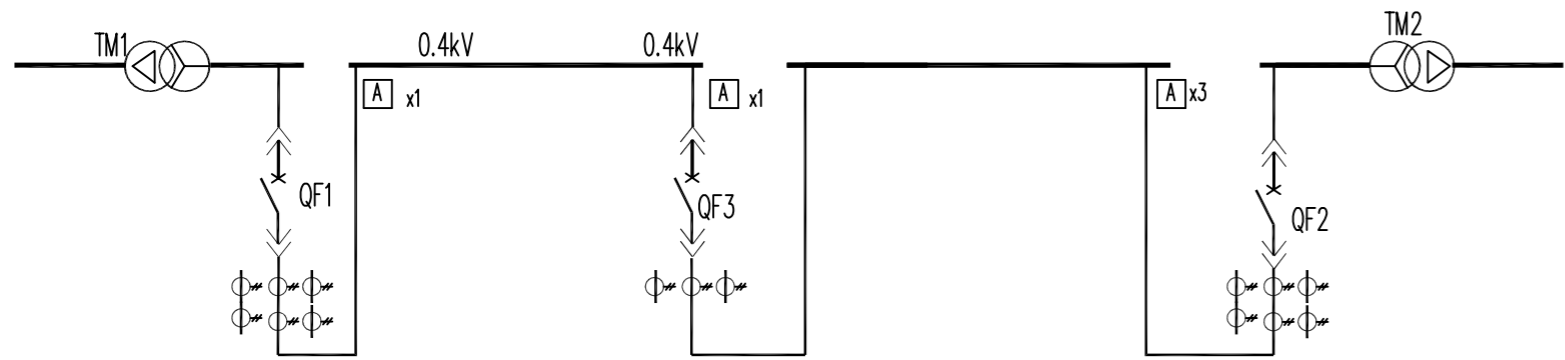 TM1
0.4kV
0.4kV
TM2
A x1
A x1
A x3
QF1
QF3
QF2